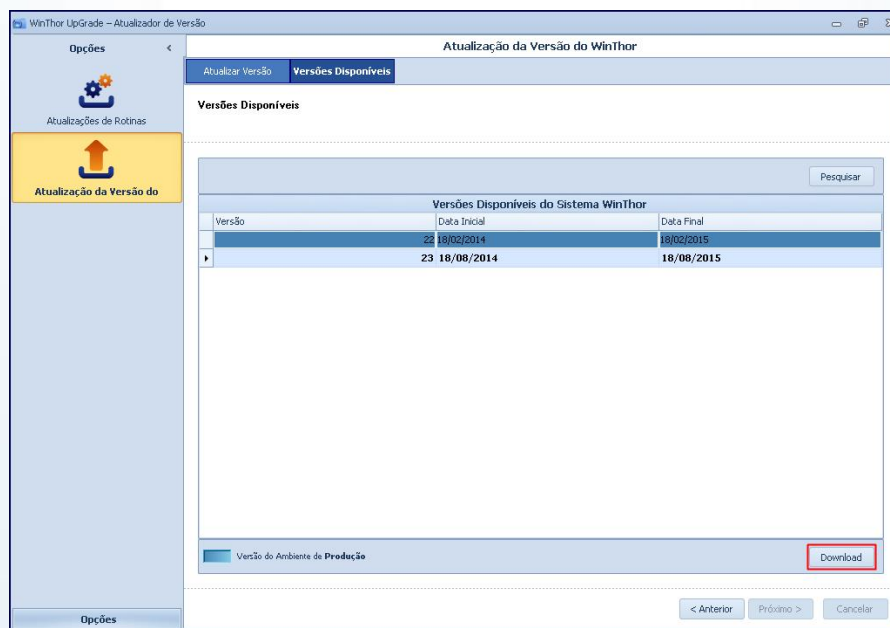 WinThor UpGrade – Atualizador de Versão
Opções
Atualizações de Rotinas
Atualização da Versão do
Atualização da Versão do WinThor
Atualizar Versão Versões Disponíveis
Versões Disponíveis
Pesquisar
Versões Disponíveis do Sistema WinThor
Versão Data Inicial Data Final
22 18/02/2014 18/02/2015
23 18/08/2014 18/08/2015
Versão do Ambiente de Produção
Download
< Anterior Próximo > Cancelar
Opções